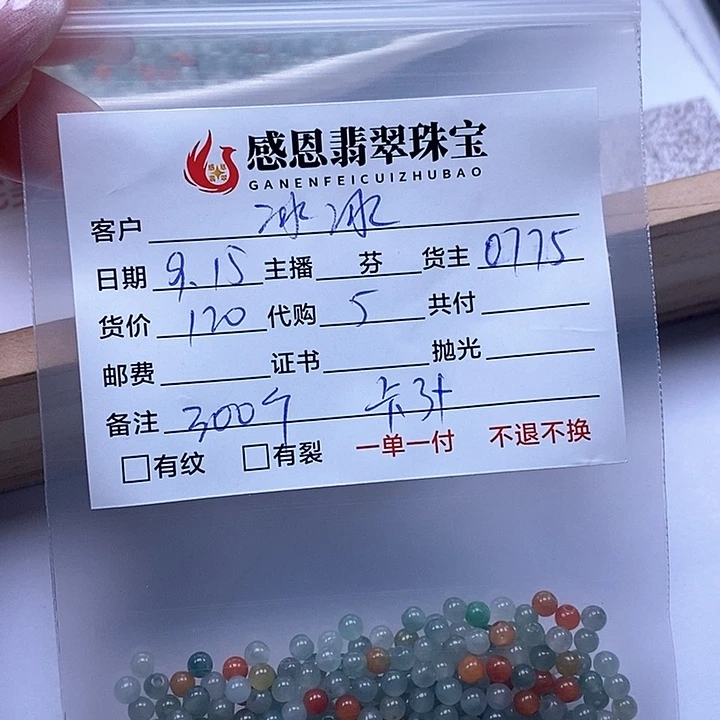 感恩翡翠珠宝
GANENFEICUIZHUBAO
客户 冰冰
日期 9.15 主播 芬 货主 0775
货价 120 代购 5 共付
邮费 证书 抛光
备注 300个 卡3+
有纹 有裂 一单一付 不退不换